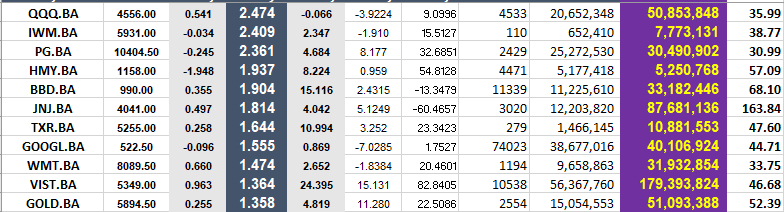 QQQ.BA 4556.00 0.541 2.474 -0.066 -3.9224 9.0996 4533 20,652,348 50,853,848 35.99
IWM.BA 5931.00 -0.034 2.409 2.347 -1.910 15.5127 110 652,410 7,773,131 38.77
PG.BA 10404.50 -0.245 2.361 4.684 8.177 32.6851 2429 25,272,530 30,490,902 30.99
HMY.BA 1158.00 -1.948 1.937 8.224 0.959 54.8128 4471 5,177,418 5,250,768 57.09
BBD.BA 990.00 0.355 1.904 15.116 2.4315 -13.3479 11339 11,225,610 33,182,446 68.10
JNJ.BA 4041.00 0.497 1.814 4.042 5.1249 -60.4657 3020 12,203,820 87,681,136 163.84
TXR.BA 5255.00 0.258 1.644 10.994 3.252 23.3423 279 1,466,145 10,881,553 47.60
GOOGL.BA 522.50 -0.096 1.555 0.869 -7.0285 1.7527 74023 38,677,016 40,106,924 44.71
WMT.BA 8089.50 0.660 1.474 2.652 -1.8384 20.4601 1194 9,658,863 31,932,854 33.75
VIST.BA 5349.00 0.963 1.364 24.395 15.131 82.8405 10538 56,367,760 179,393,824 46.68
GOLD.BA 5894.50 0.255 1.358 4.819 11.280 22.5086 2554 15,054,553 51,093,388 52.39